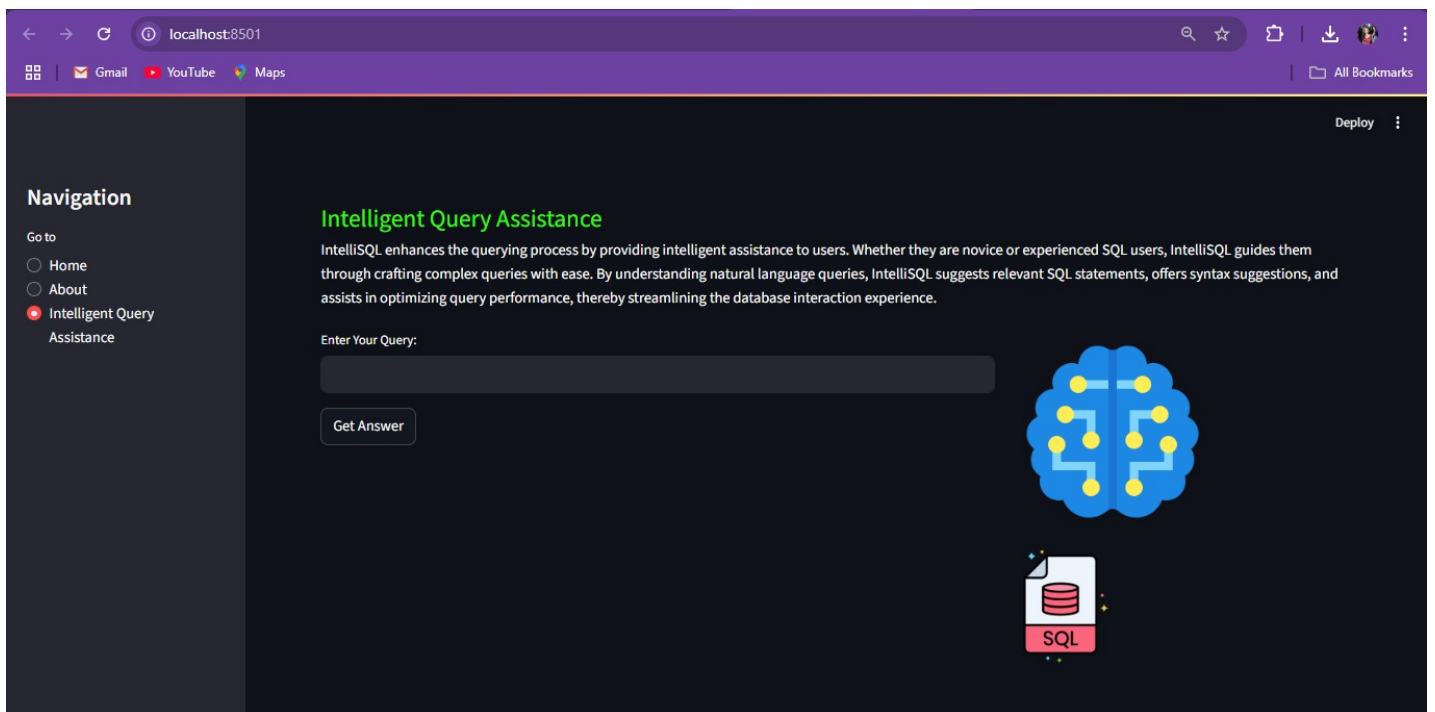 localhost:8501
Gmail YouTube Maps All Bookmarks
Deploy
Navigation
Go to
Home
About
Intelligent Query
Assistance
Intelligent Query Assistance
IntelliSQL enhances the querying process by providing intelligent assistance to users. Whether they are novice or experienced SQL users, IntelliSQL guides them
through crafting complex queries with ease. By understanding natural language queries, IntelliSQL suggests relevant SQL statements, offers syntax suggestions, and
assists in optimizing query performance, thereby streamlining the database interaction experience.
Enter Your Query:
Get Answer
SQL